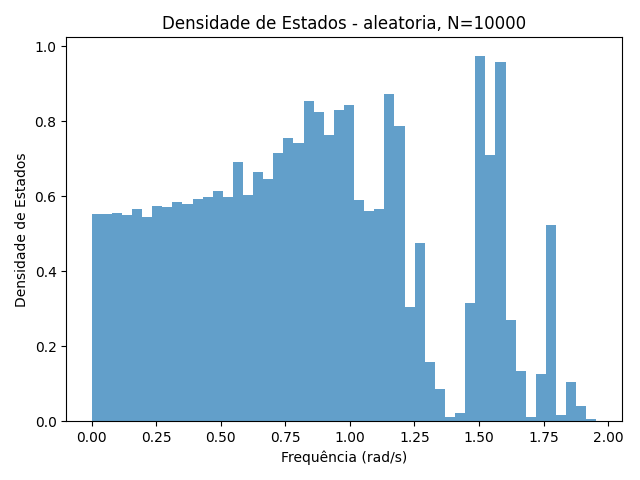 Densidade de Estados - aleatoria, N=10000
Densidade de Estados
1.0
0.8
0.6
0.4
0.2
0.0
0.00 0.25 0.50 0.75 1.00 1.25 1.50 1.75 2.00
Frequência (rad/s)